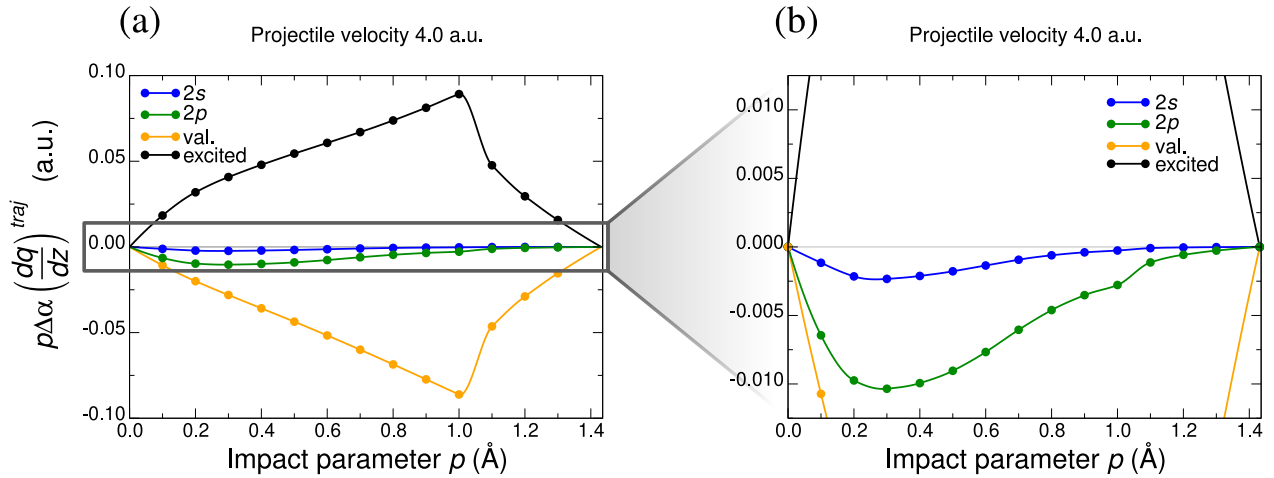 (a)
Projectile velocity 4.0 a.u.
0.10
0.05
0.00
-0.05
-0.10
2s
2p
val.
excited
pΔα (dq/dz)^traj (a.u.)
0.0 0.2 0.4 0.6 0.8 1.0 1.2 1.4
Impact parameter p (Å)
(b)
Projectile velocity 4.0 a.u.
0.010
0.005
0.000
-0.005
-0.010
2s
2p
val.
excited
0.0 0.2 0.4 0.6 0.8 1.0 1.2 1.4
Impact parameter p (Å)